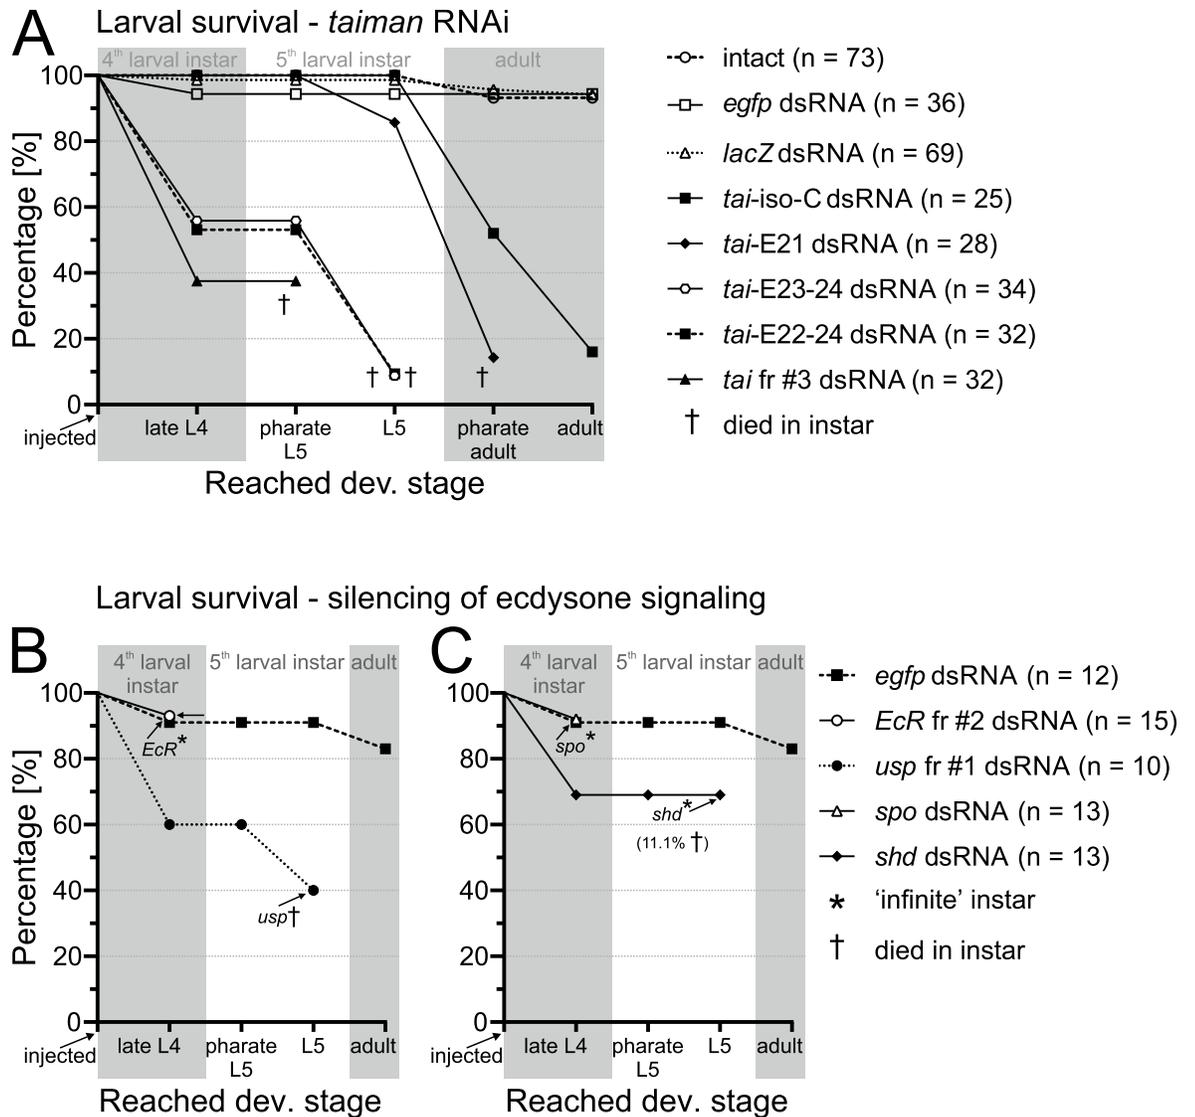 A
Larval survival - taiman RNAi
4th larval instar
5th larval instar
adult
Percentage [%]
100
80
60
40
20
0
†
† †
†
injected
late L4
pharate
L5
L5
pharate
adult
adult
Reached dev. stage
intact (n = 73)
egfp dsRNA (n = 36)
lacZ dsRNA (n = 69)
tai-iso-C dsRNA (n = 25)
tai-E21 dsRNA (n = 28)
tai-E23-24 dsRNA (n = 34)
tai-E22-24 dsRNA (n = 32)
tai fr #3 dsRNA (n = 32)
† died in instar
Larval survival - silencing of ecdysone signaling
B
4th larval
instar
5th larval instar
adult
Percentage [%]
100
80
60
40
20
0
EcR*
usp†
injected
late L4
pharate
L5
L5
adult
Reached dev. stage
C
4th larval
instar
5th larval instar
adult
100
80
60
40
20
0
spo*
shd*
(11.1% †)
injected
late L4
pharate
L5
L5
adult
Reached dev. stage
egfp dsRNA (n = 12)
EcR fr #2 dsRNA (n = 15)
usp fr #1 dsRNA (n = 10)
spo dsRNA (n = 13)
shd dsRNA (n = 13)
* ‘infinite’ instar
† died in instar